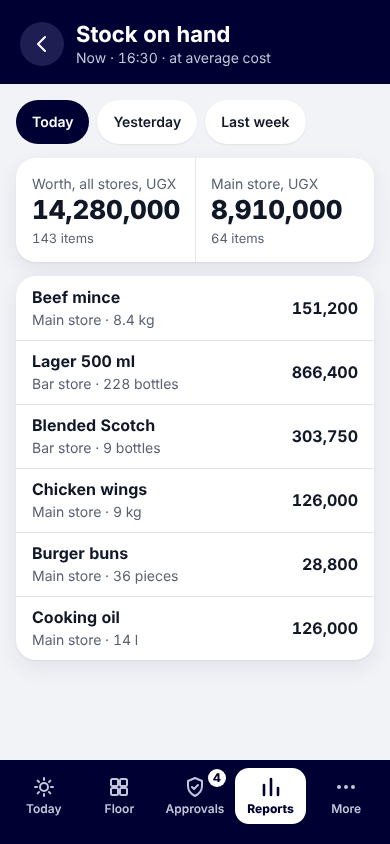 Stock on hand
Now · 16:30 · at average cost
Today
Yesterday
Last week
Worth, all stores, UGX
14,280,000
143 items
Main store, UGX
8,910,000
64 items
Beef mince
Main store · 8.4 kg
151,200
Lager 500 ml
Bar store · 228 bottles
866,400
Blended Scotch
Bar store · 9 bottles
303,750
Chicken wings
Main store · 9 kg
126,000
Burger buns
Main store · 36 pieces
28,800
Cooking oil
Main store · 14 l
126,000
Today
Floor
4
Approvals
Reports
More